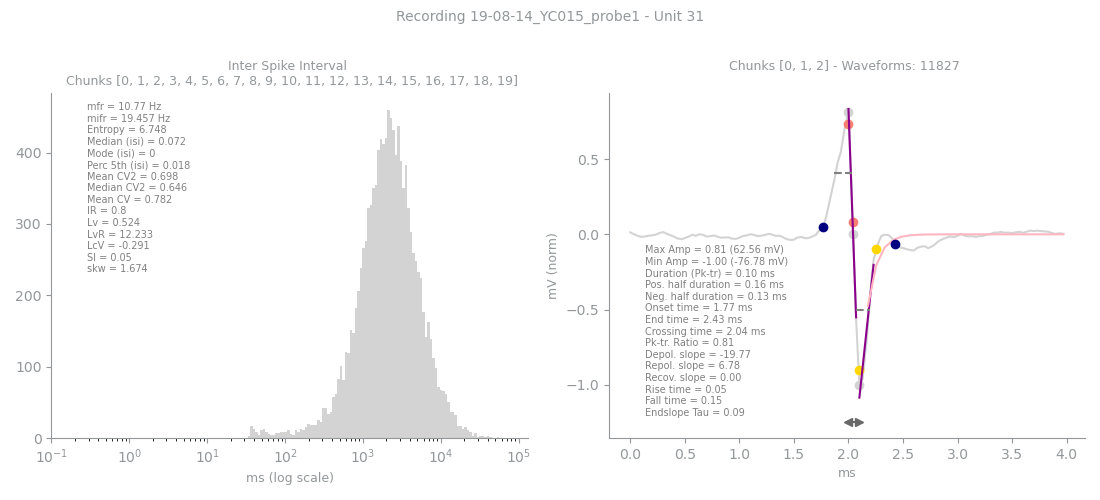 Recording 19-08-14_YC015_probe1 - Unit 31
Inter Spike Interval
Chunks [0, 1, 2, 3, 4, 5, 6, 7, 8, 9, 10, 11, 12, 13, 14, 15, 16, 17, 18, 19]
mfr = 10.77 Hz
mifr = 19.457 Hz
Entropy = 6.748
Median (isi) = 0.072
Mode (isi) = 0
Perc 5th (isi) = 0.018
Mean CV2 = 0.698
Median CV2 = 0.646
Mean CV = 0.782
IR = 0.8
Lv = 0.524
LvR = 12.233
LcV = -0.291
SI = 0.05
skw = 1.674
400
300
200
100
0
10⁻¹ 10⁰ 10¹ 10² 10³ 10⁴ 10⁵
ms (log scale)
Chunks [0, 1, 2] - Waveforms: 11827
mV (norm)
0.5
0.0
−0.5
−1.0
Max Amp = 0.81 (62.56 mV)
Min Amp = -1.00 (-76.78 mV)
Duration (Pk-tr) = 0.10 ms
Pos. half duration = 0.16 ms
Neg. half duration = 0.13 ms
Onset time = 1.77 ms
End time = 2.43 ms
Crossing time = 2.04 ms
Pk-tr. Ratio = 0.81
Depol. slope = -19.77
Repol. slope = 6.78
Recov. slope = 0.00
Rise time = 0.05
Fall time = 0.15
Endslope Tau = 0.09
0.0 0.5 1.0 1.5 2.0 2.5 3.0 3.5 4.0
ms